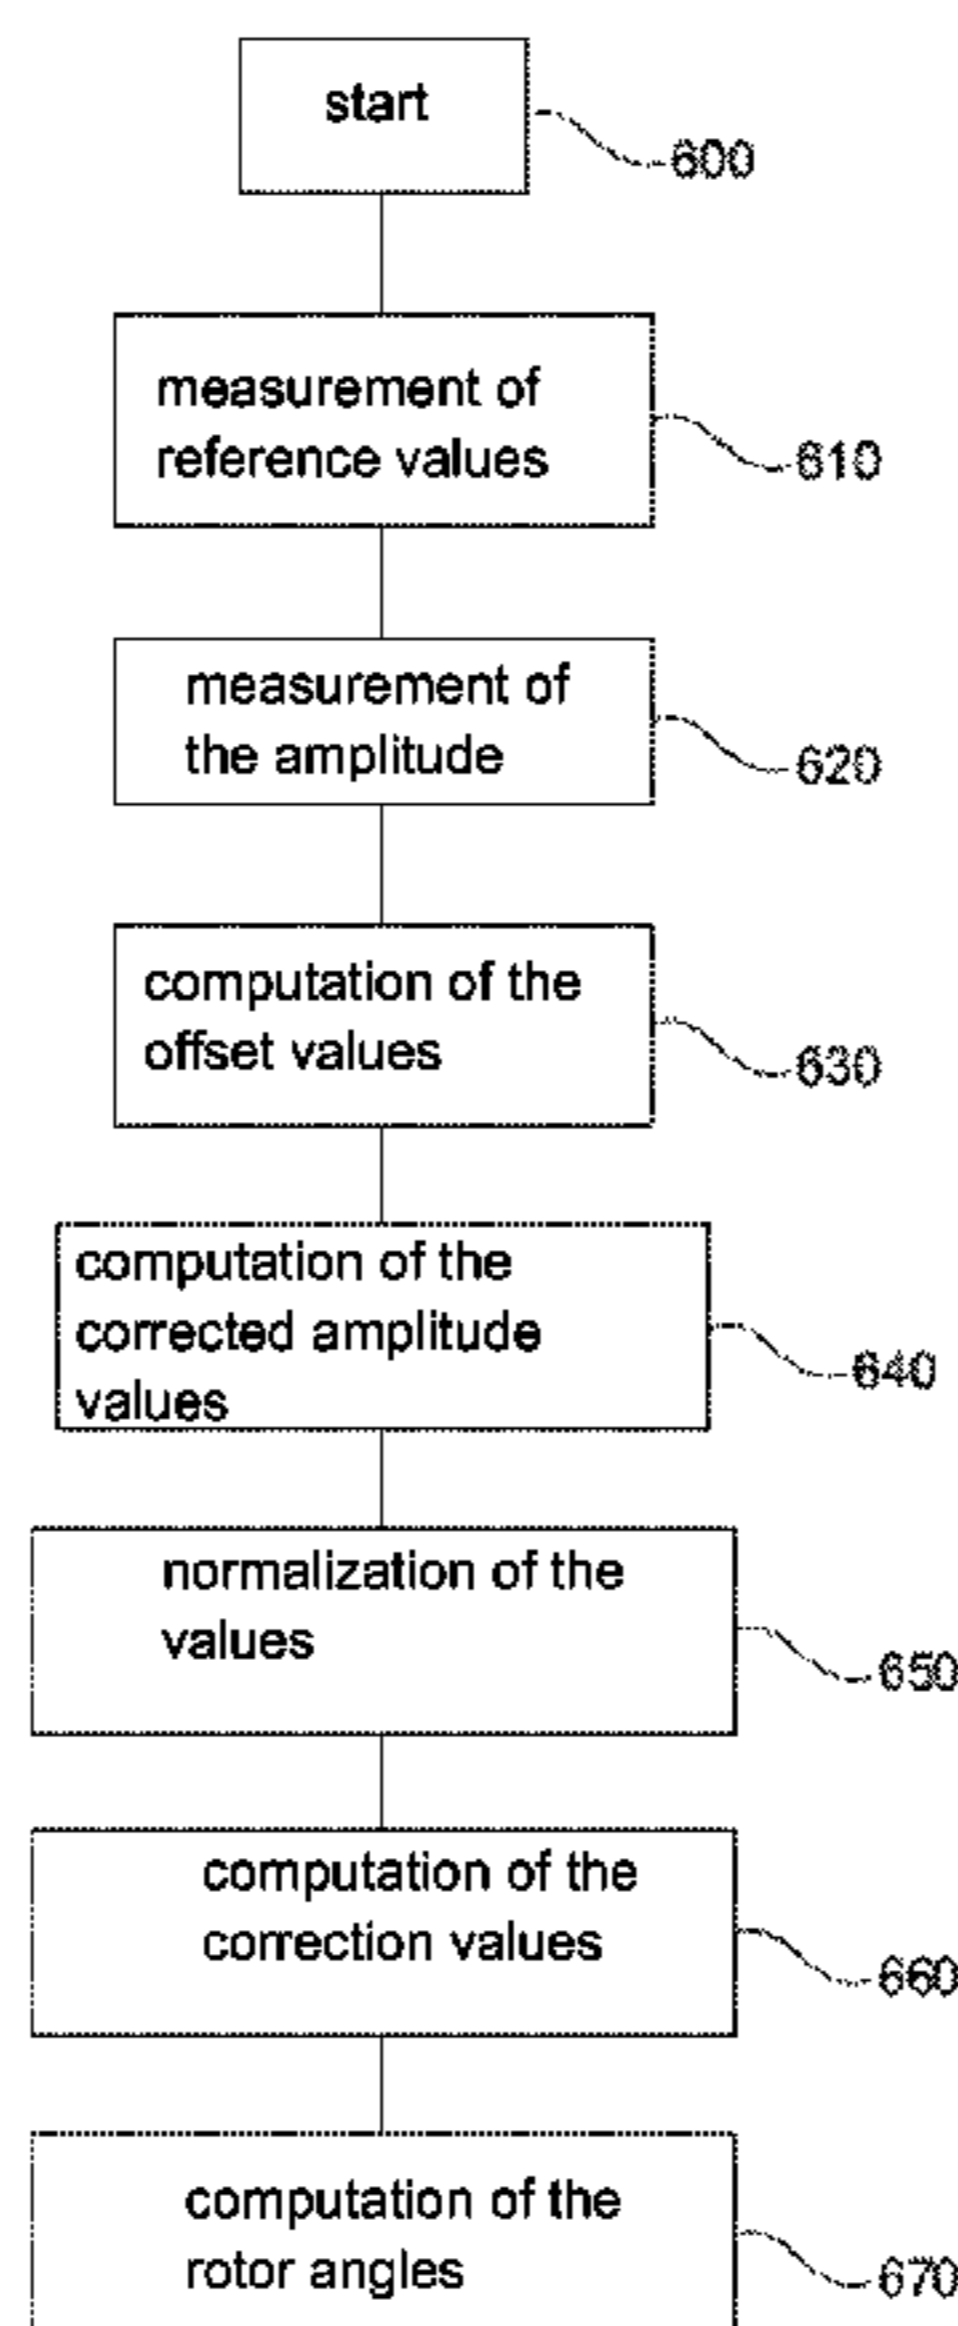 start
600
measurement of
reference values
610
measurement of
the amplitude
620
computation of the
offset values
630
computation of the
corrected amplitude
values
640
normalization of the
values
650
computation of the
correction values
660
computation of the
rotor angles
670